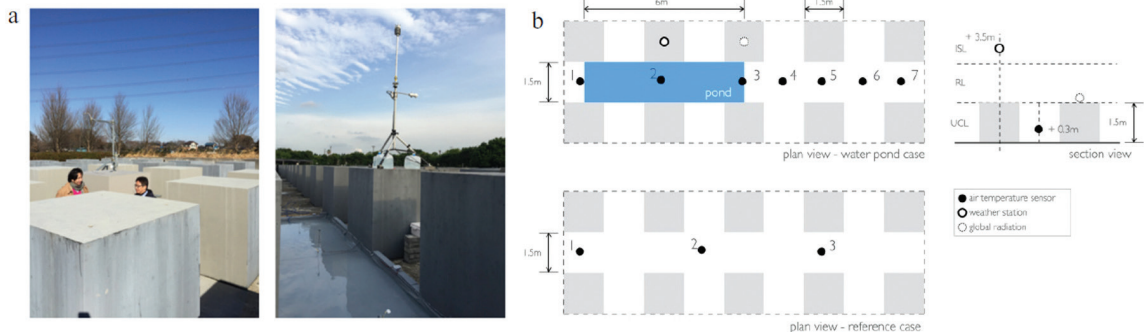 a
b
6m
1.5m
1.5m
1 2 3 4 5 6 7
pond
plan view - water pond case
1.5m
1 2 3
plan view - reference case
+ 3.5m
ISL
RL
UCL
+ 0.3m
1.5m
section view
air temperature sensor
weather station
global radiation